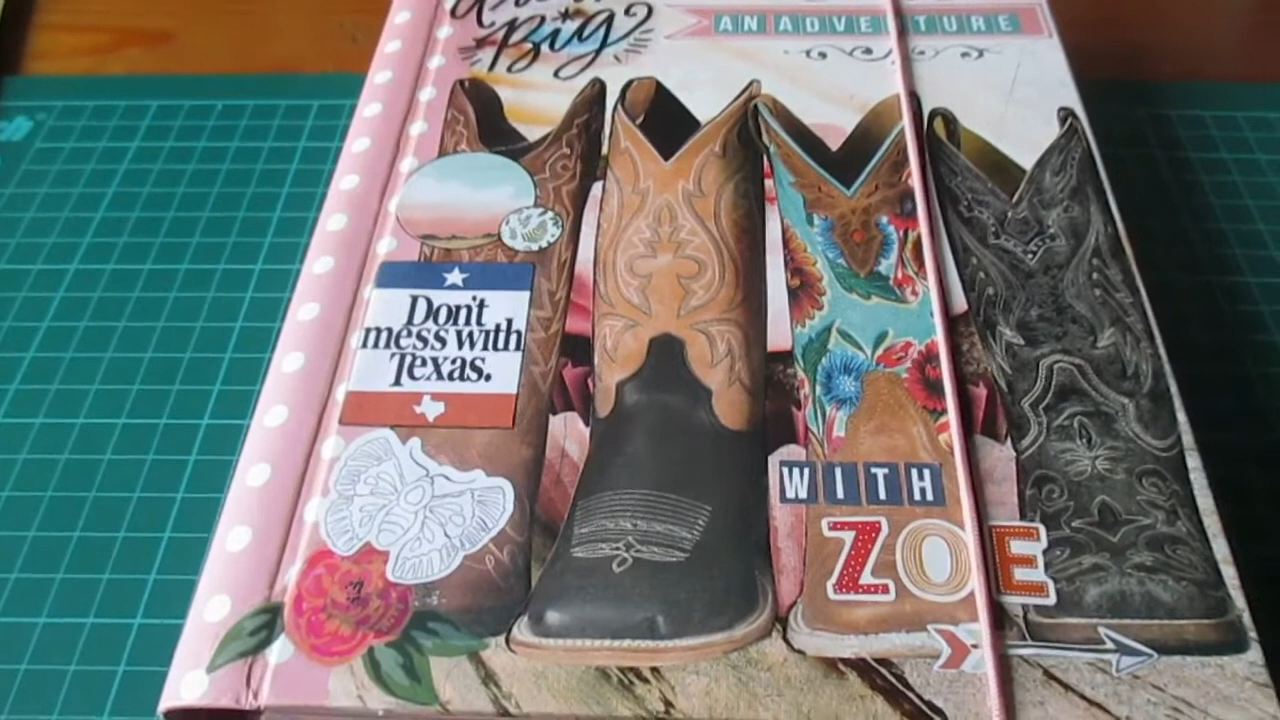 Big
AN ADVENTURE
Don't
mess with
Texas.
WITH
ZOE